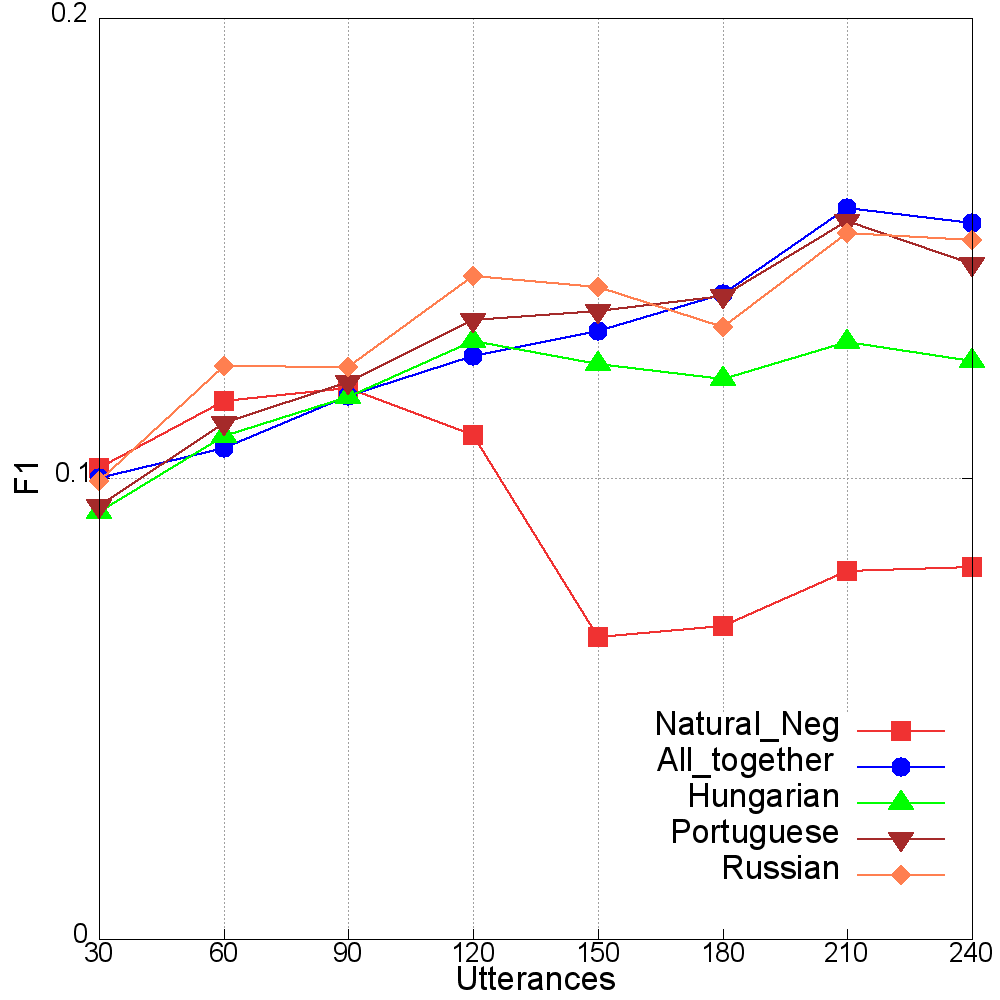 0.2
0.1
F1
0
30 60 90 120 150 180 210 240
Utterances
Natural_Neg
All_together
Hungarian
Portuguese
Russian